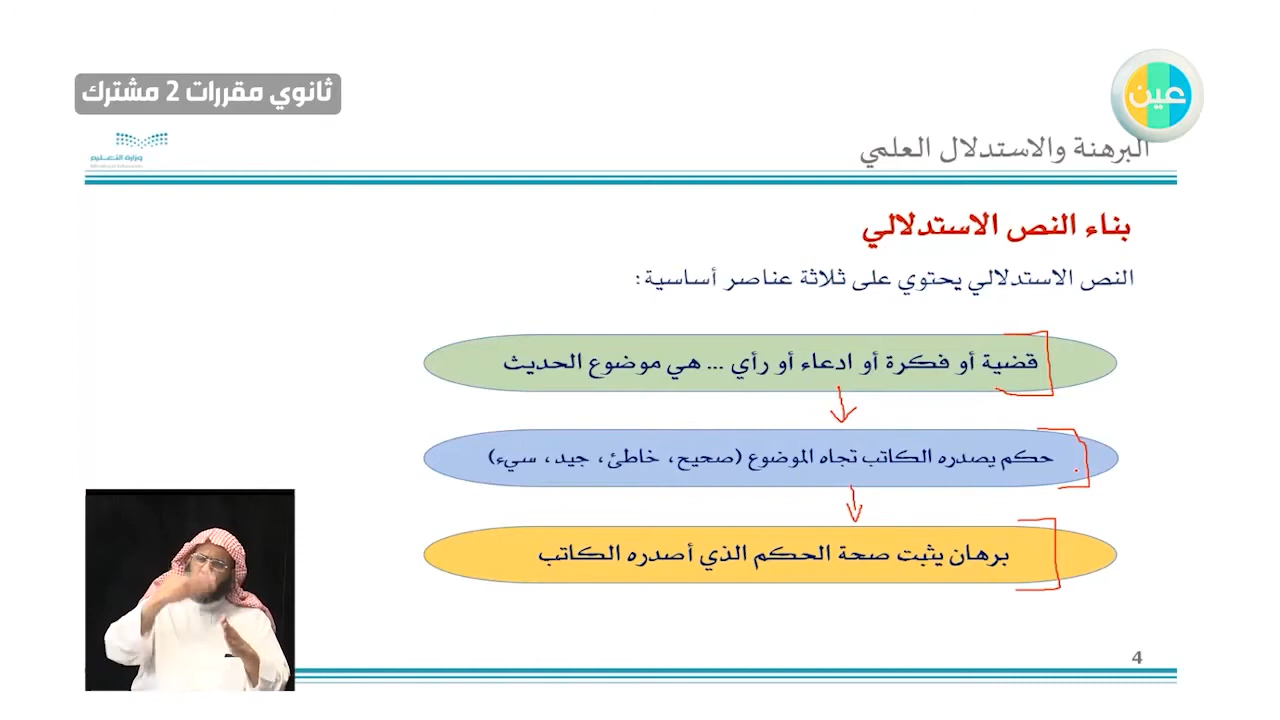 ثانوي مقررات 2 مشترك
عين
وزارة التعليم
البرهنة والاستدلال العلمي
بناء النص الاستدلالي
النص الاستدلالي يحتوي على ثلاثة عناصر أساسية:
قضية أو فكرة أو ادعاء أو رأي ... هي موضوع الحديث
حكم يصدره الكاتب تجاه الموضوع (صحيح، خاطئ، جيد، سيء)
برهان يثبت صحة الحكم الذي أصدره الكاتب
4